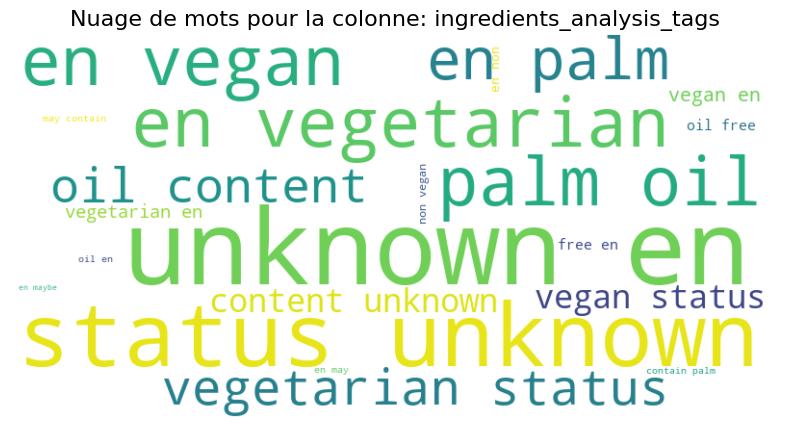 Nuage de mots pour la colonne: ingredients_analysis_tags
en vegan
en palm
en non
vegan en
may contain
en vegetarian
oil free
oil content
non vegan
palm oil
vegetarian en
unknown en
free en
oil en
en maybe
content unknown
vegan status
status unknown
en may
contain palm
vegetarian status